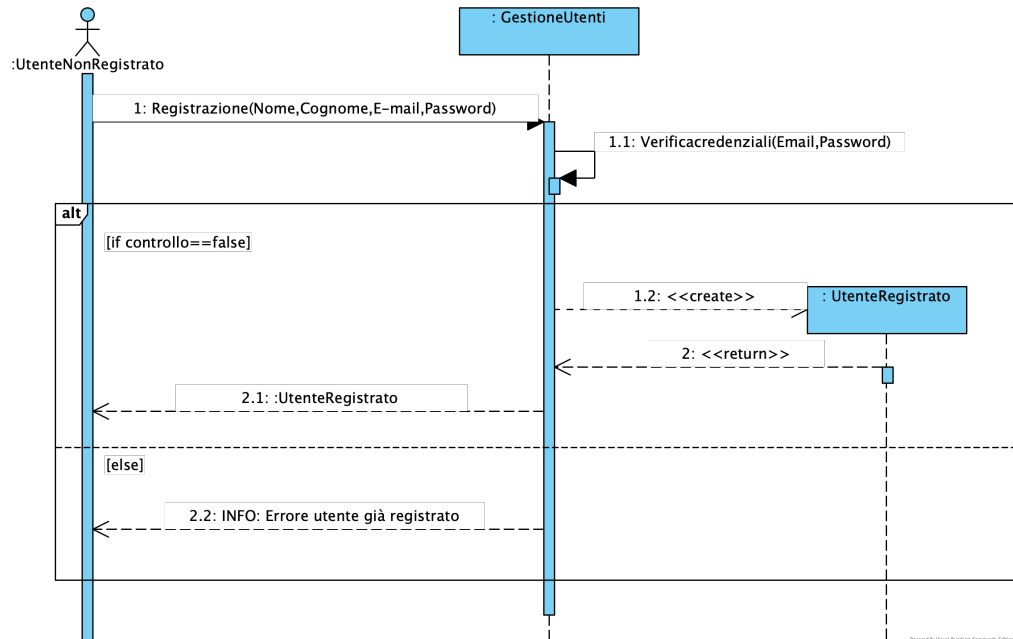 : GestioneUtenti
:UtenteNonRegistrato
1: Registrazione(Nome,Cognome,E-mail,Password)
1.1: Verificacredenziali(Email,Password)
alt
[if controllo==false]
1.2: <<create>>
: UtenteRegistrato
2: <<return>>
2.1: :UtenteRegistrato
[else]
2.2: INFO: Errore utente già registrato